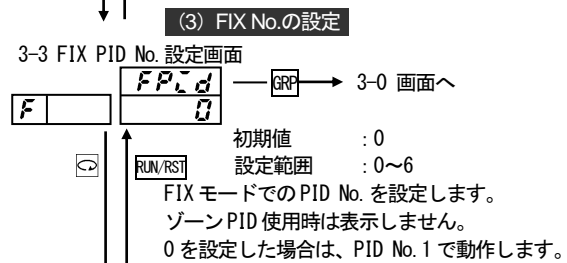 (3) FIX No.の設定
3-3 FIX PID No. 設定画面
FPid
GRP 3-0 画面へ
F
0
初期値 :0
RUN/RST 設定範囲 :0～6
FIX モードでの PID No. を設定します。
ゾーン PID 使用時は表示しません。
0 を設定した場合は、PID No.1 で動作します。